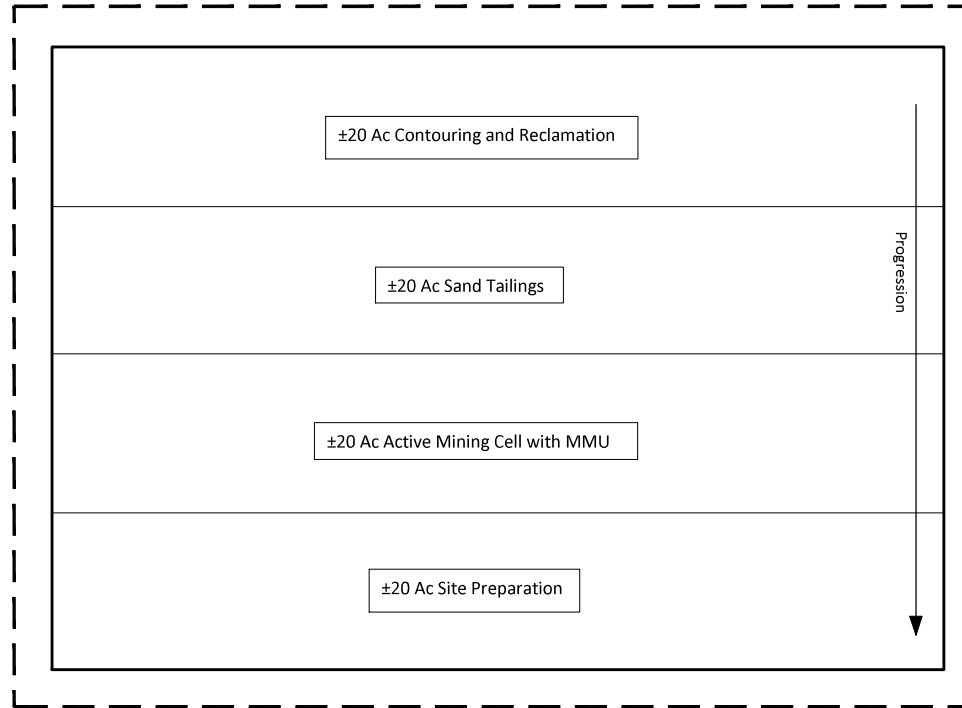 ±20 Ac Contouring and Reclamation
Progression
±20 Ac Sand Tailings
±20 Ac Active Mining Cell with MMU
±20 Ac Site Preparation